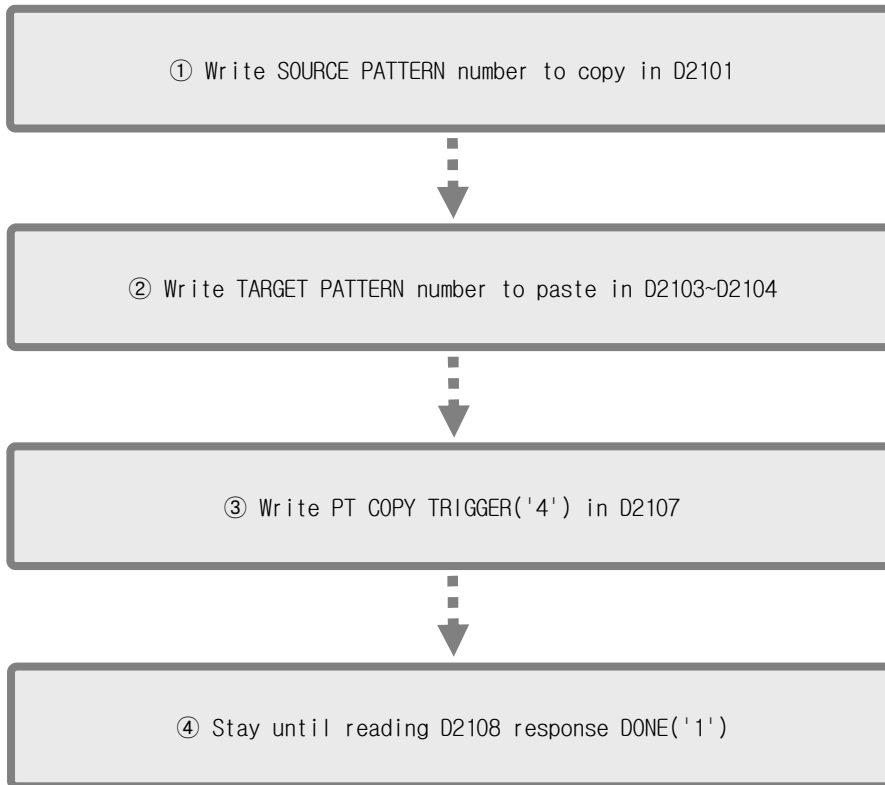 ① Write SOURCE PATTERN number to copy in D2101
② Write TARGET PATTERN number to paste in D2103~D2104
③ Write PT COPY TRIGGER('4') in D2107
④ Stay until reading D2108 response DONE('1')